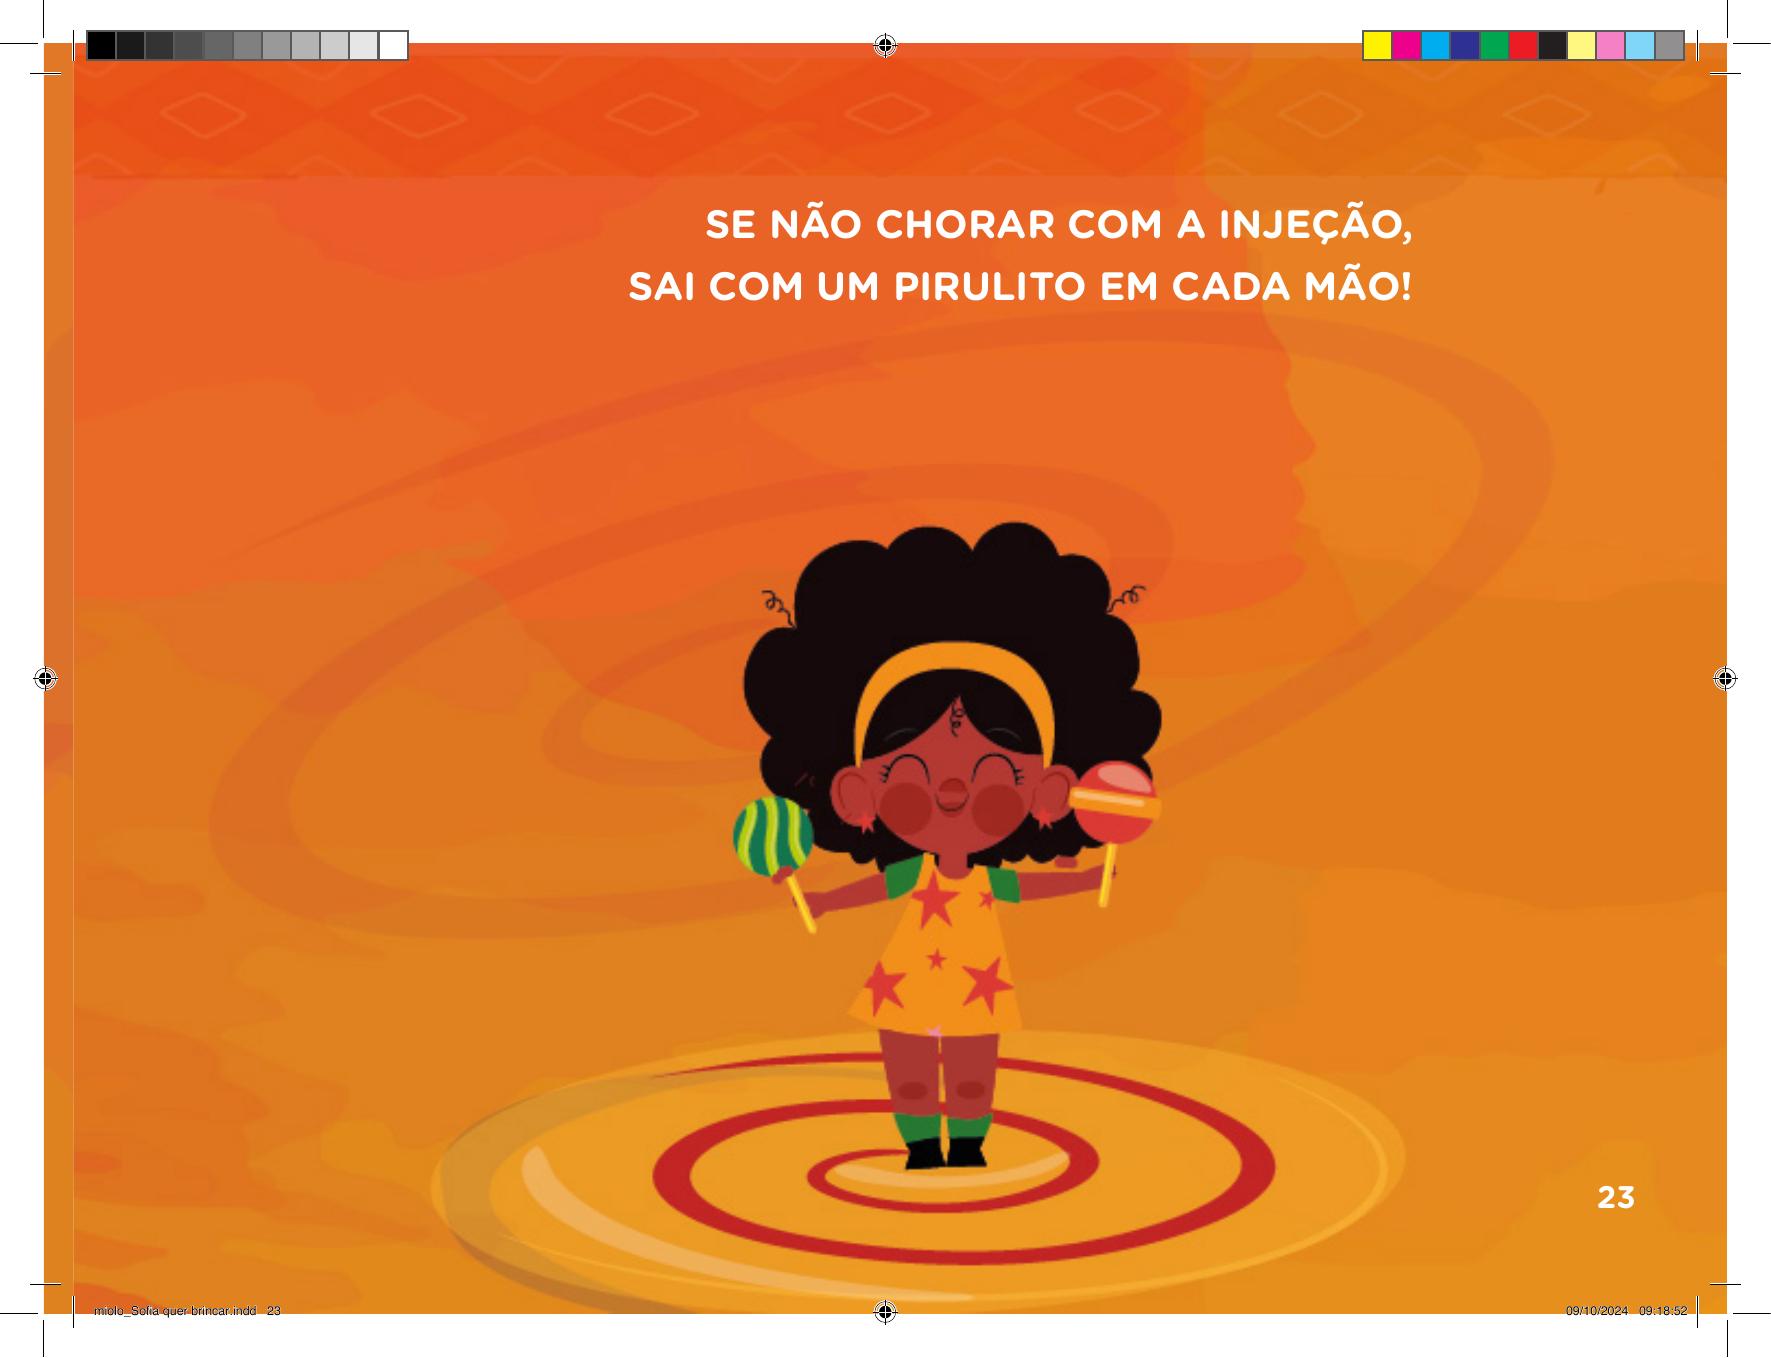 SE NÃO CHORAR COM A INJEÇÃO,
SAI COM UM PIRULITO EM CADA MÃO!
23
miolo_Sofia quer brincar.indd   23
09/10/2024   09:18:52